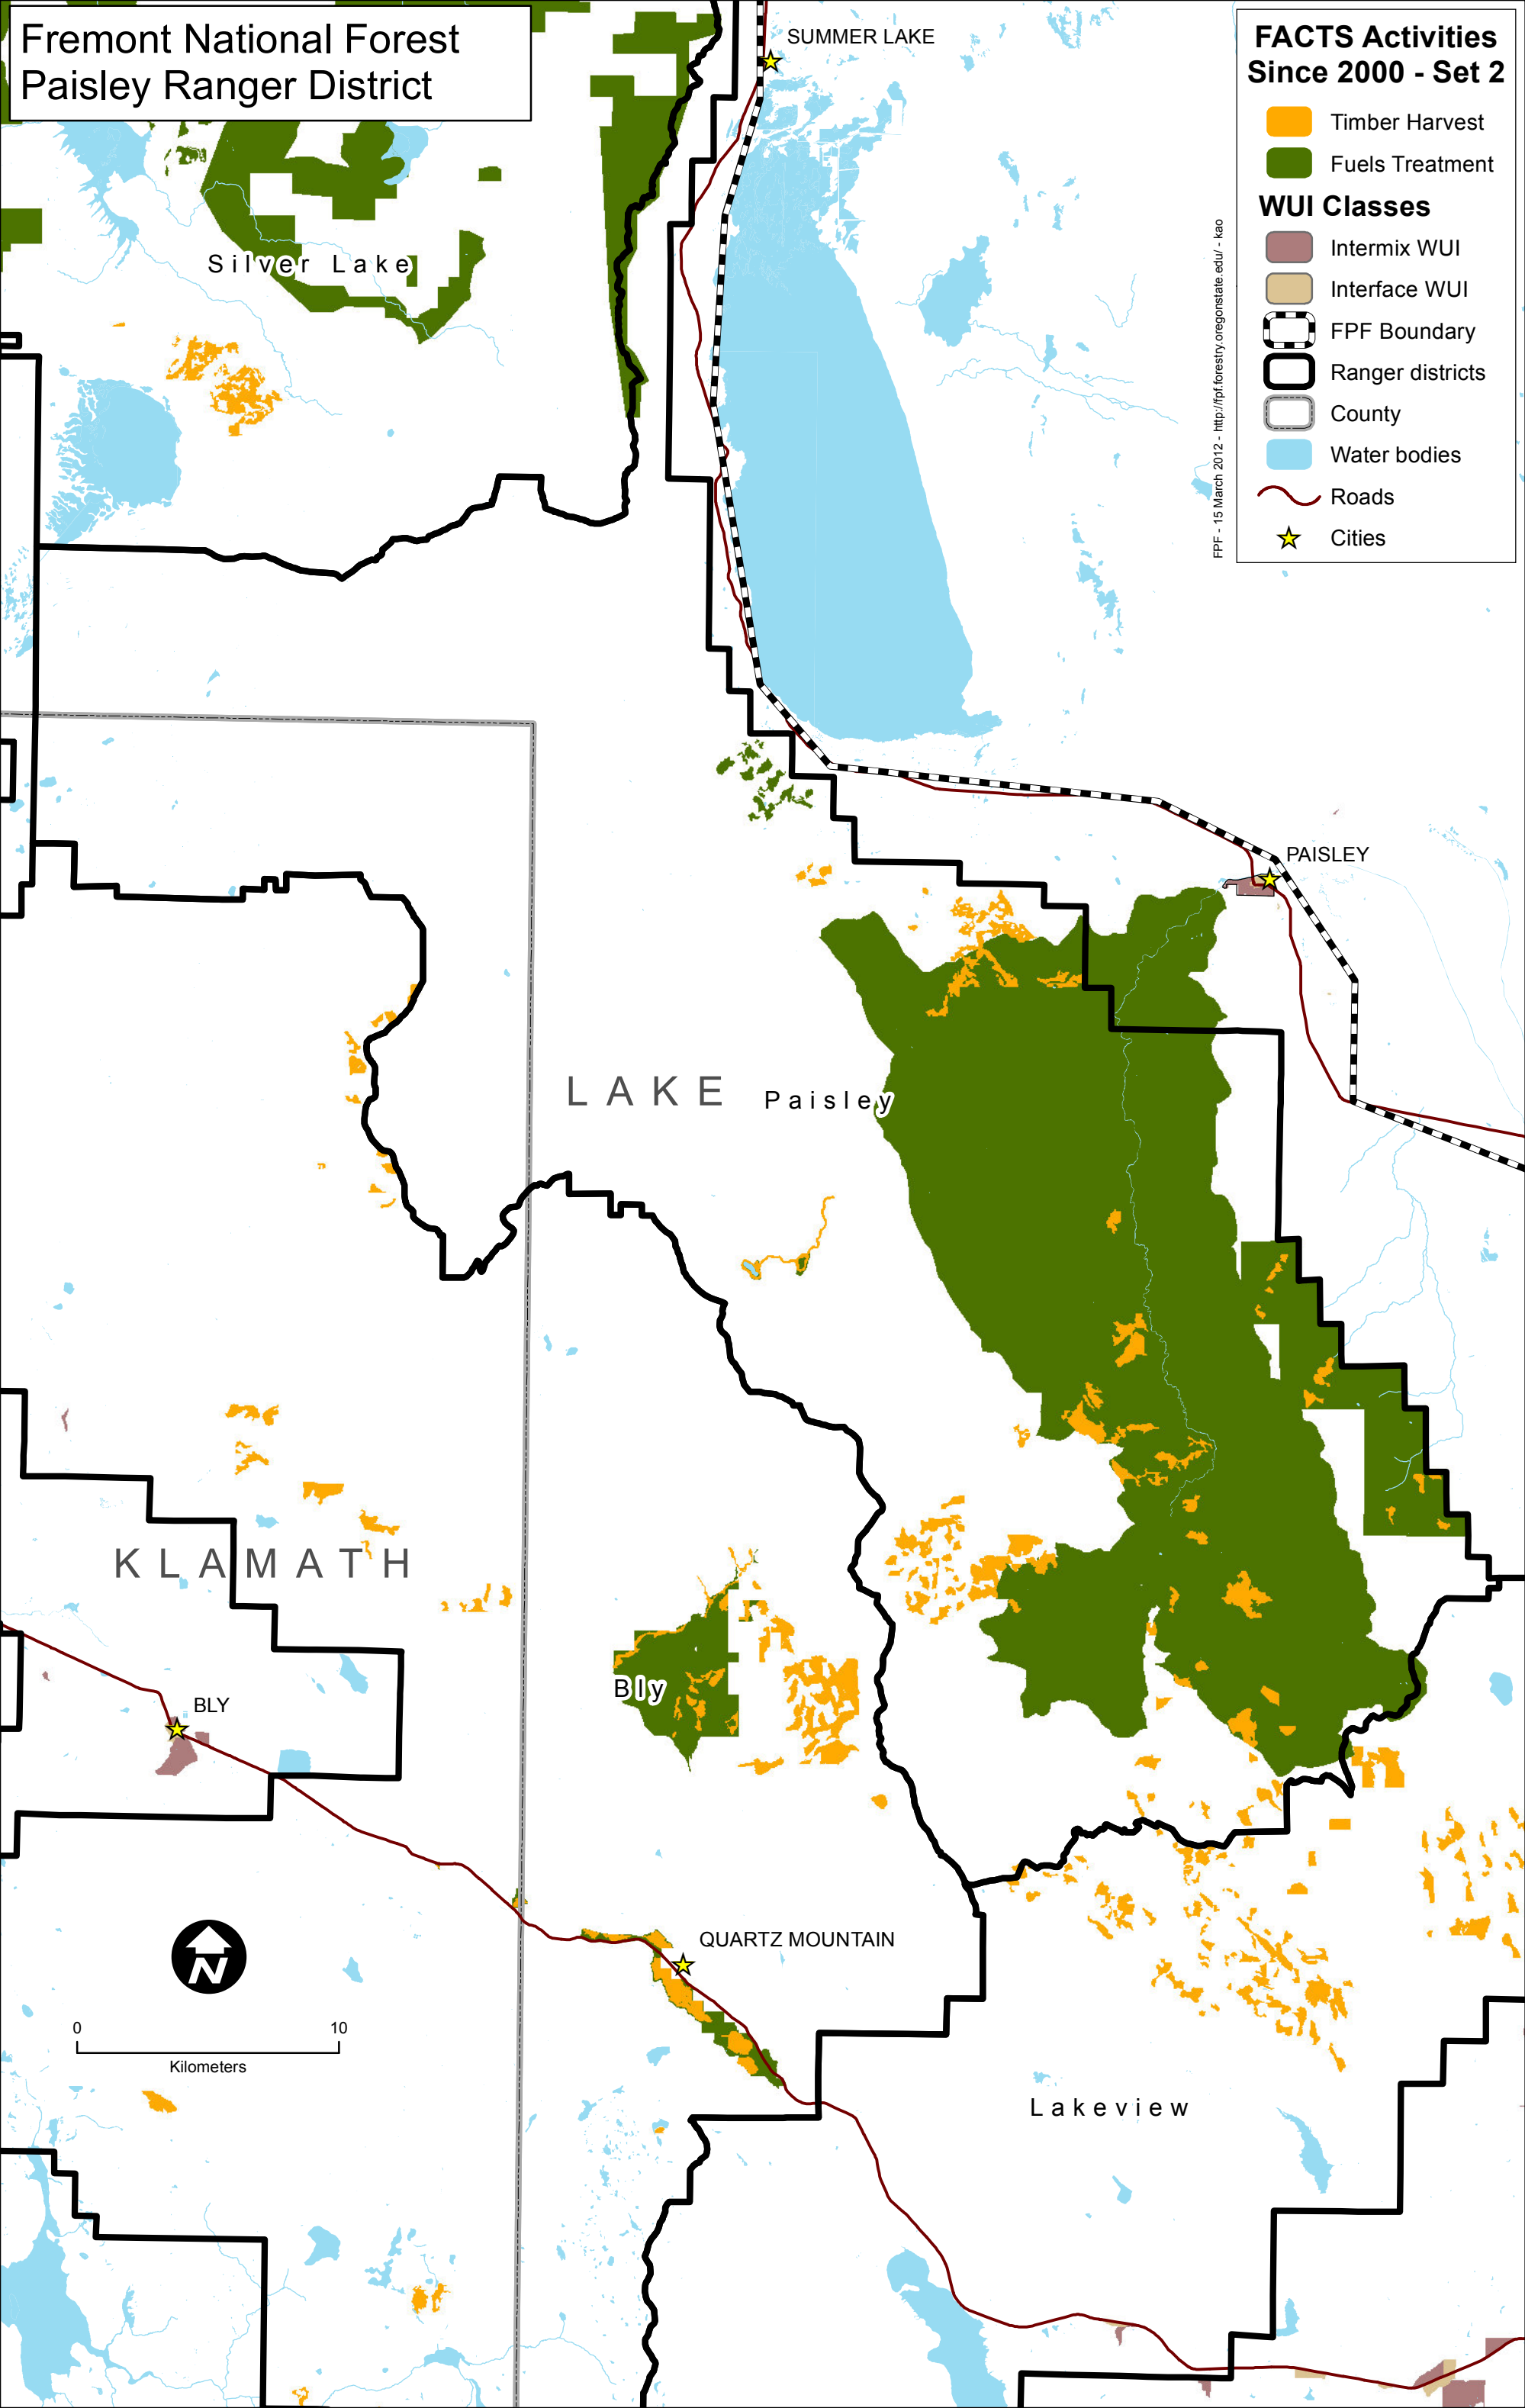 Fremont National Forest
Paisley Ranger District
SUMMER LAKE
FACTS Activities
Since 2000 - Set 2
Timber Harvest
Fuels Treatment
WUI Classes
Intermix WUI
Interface WUI
FPF Boundary
Ranger districts
County
Water bodies
Roads
Cities
FPF - 15 March 2012 - http://fpf.forestry.oregonstate.edu/ - kao
Silver Lake
PAISLEY
LAKE
Paisley
KLAMATH
Bly
BLY
QUARTZ MOUNTAIN
N
0 10
Kilometers
Lakeview